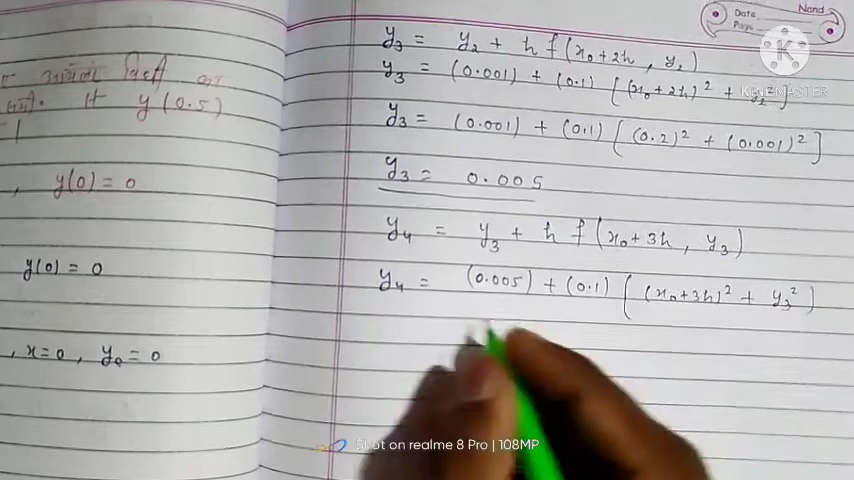 विधी का
H y(0.5)
, y(0) = 0
y(0) = 0
, x=0 , y₀ = 0
Date
Page
Nand
KINEMASTER
y₃ = y₂ + h f(x₀+2h , y₂)
y₃ = (0.001) + (0.1) [(x₀+2h)² + y₂²]
y₃ = (0.001) + (0.1) [(0.2)² + (0.001)²]
y₃ = 0.005
y₄ = y₃ + h f(x₀+3h , y₃)
y₄ = (0.005) + (0.1) [(x₀+3h)² + y₃²]
Shot on realme 8 Pro | 108MP